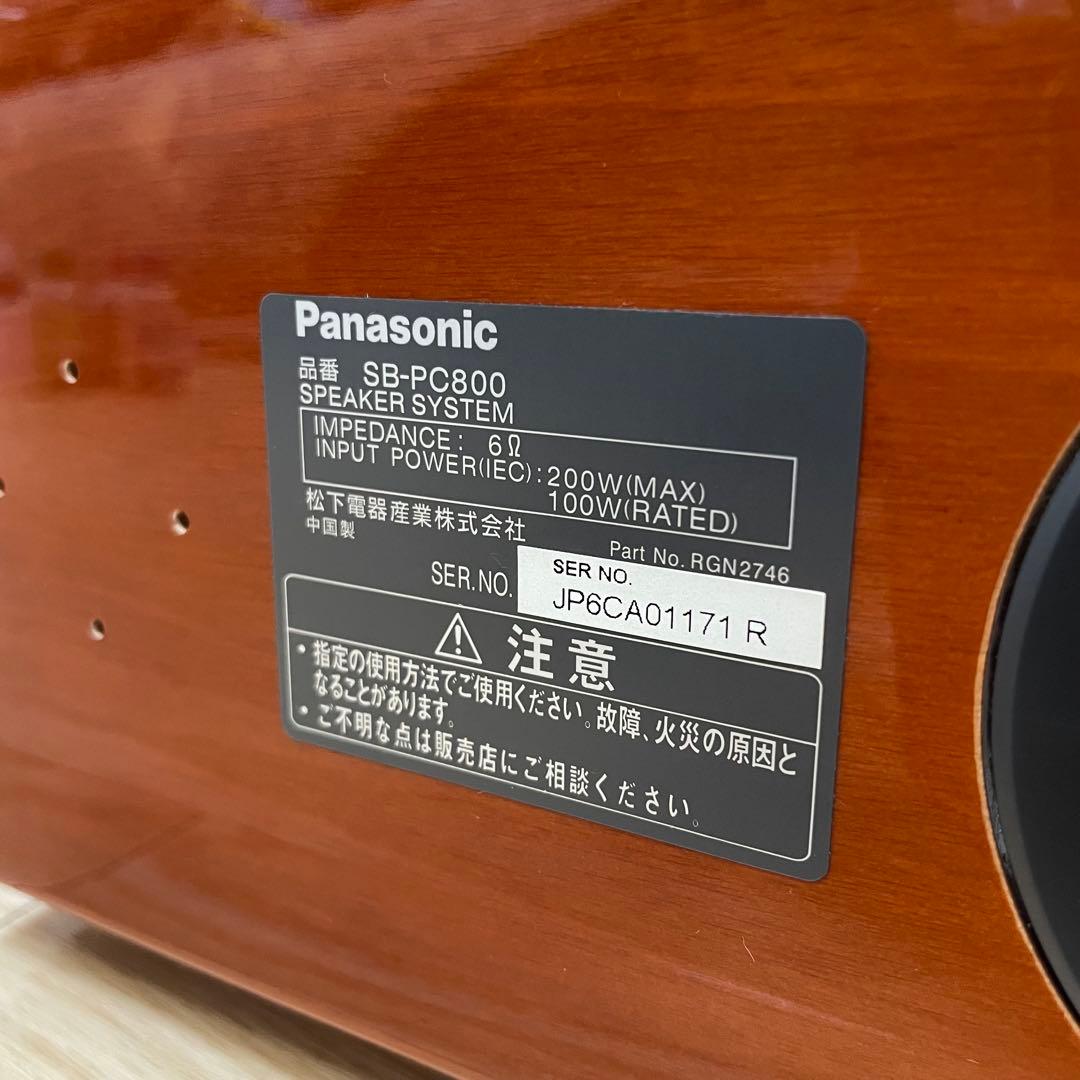 Panasonic
品番 SB-PC800
SPEAKER SYSTEM
IMPEDANCE: 6Ω
INPUT POWER(IEC): 200W(MAX)
100W(RATED)
松下電器産業株式会社
中国製
Part No. RGN2746
SER.NO.
SER NO.
JP6CA01171 R
注意
・指定の使用方法でご使用ください。故障、火災の原因と
なることがあります。
・ご不明な点は販売店にご相談ください。